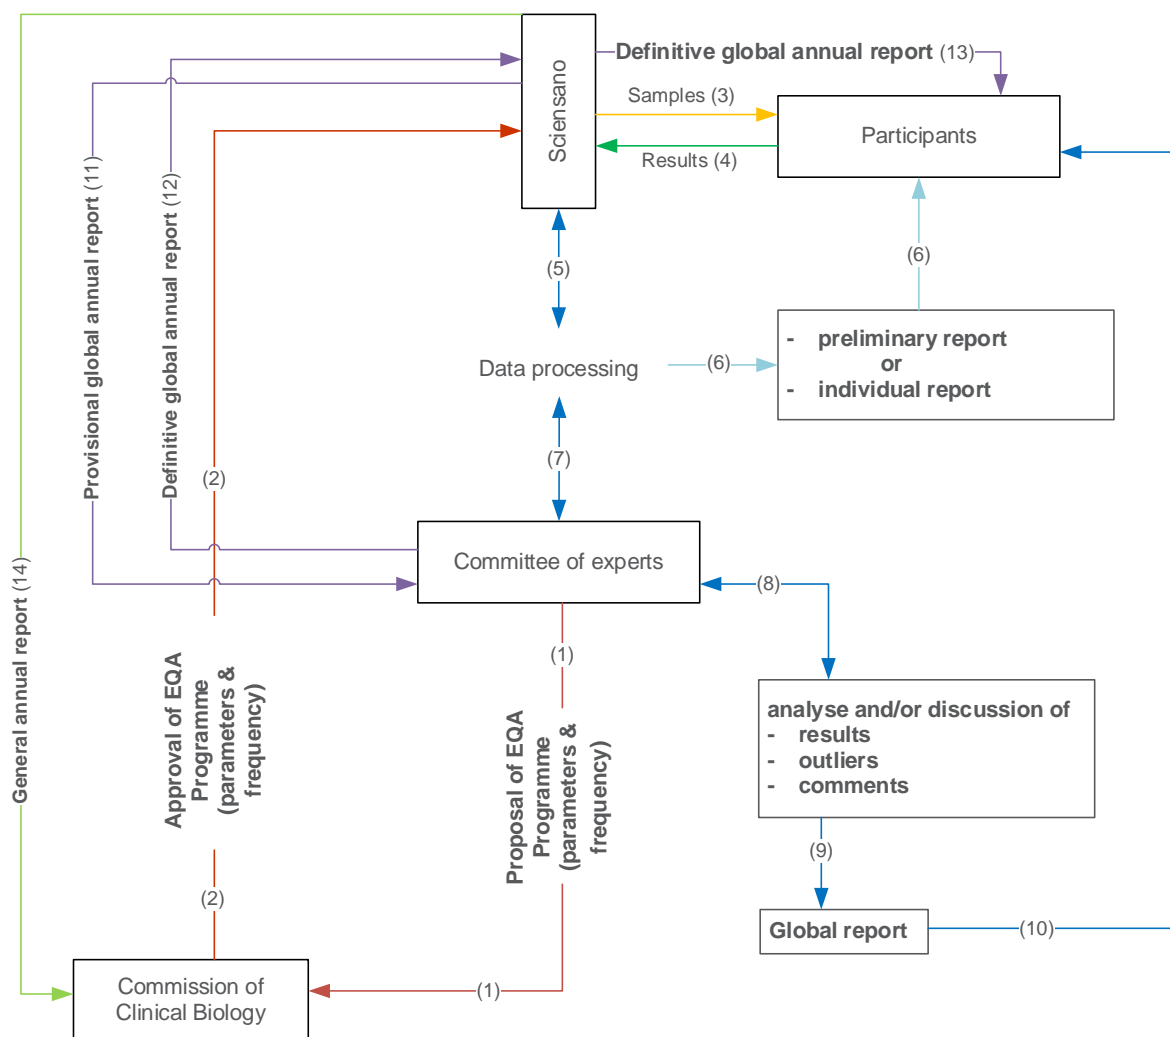 Sciensano
Definitive global annual report (13)
Samples (3)
Results (4)
Participants
(5)
(6)
Data processing
(6)
- preliminary report
or
- individual report
(7)
Provisional global annual report (11)
Definitive global annual report (12)
(2)
Committee of experts
(8)
(1)
General annual report (14)
Approval of EQA
Programme
(parameters &
frequency)
Proposal of EQA
Programme
(parameters &
frequency)
analyse and/or discussion of
- results
- outliers
- comments
(9)
(2)
Global report
(10)
Commission of
Clinical Biology
(1)